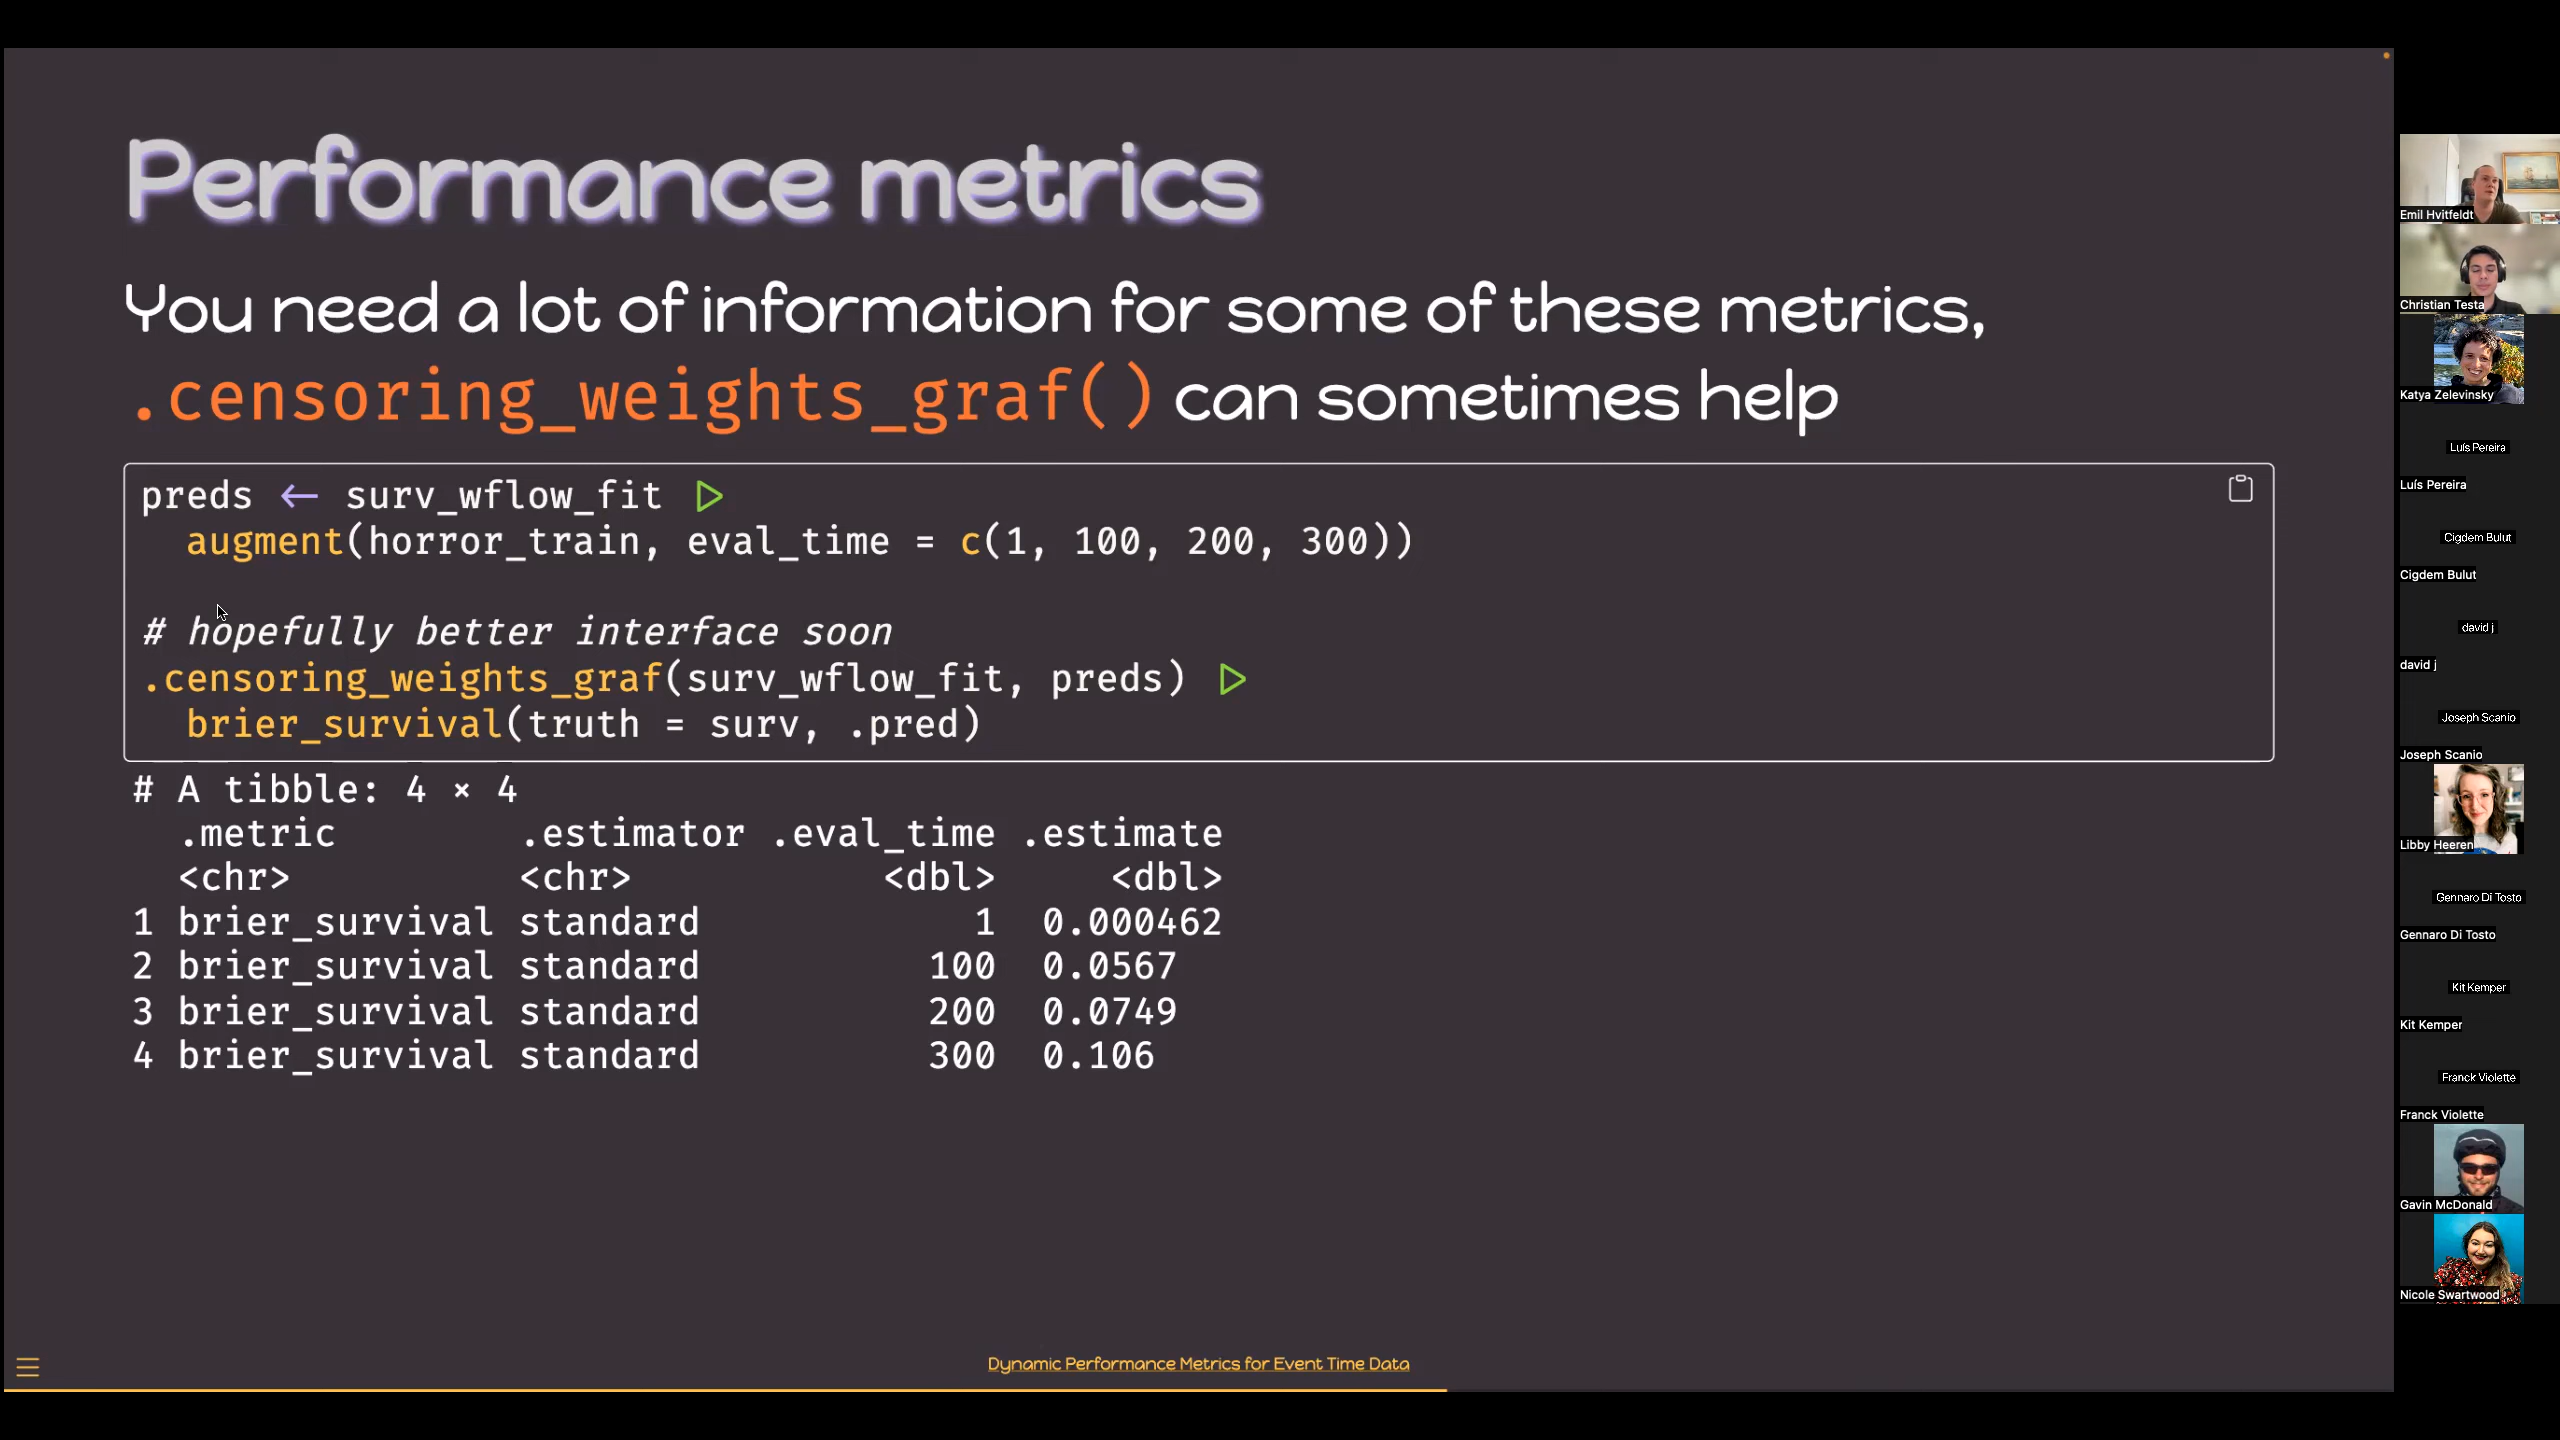 Performance metrics
You need a lot of information for some of these metrics,
.censoring_weights_graf() can sometimes help
preds <- surv_wflow_fit |>
  augment(horror_train, eval_time = c(1, 100, 200, 300))
# hopefully better interface soon
.censoring_weights_graf(surv_wflow_fit, preds) |>
  brier_survival(truth = surv, .pred)
# A tibble: 4 × 4
  .metric        .estimator .eval_time .estimate
  <chr>          <chr>           <dbl>     <dbl>
1 brier_survival standard            1  0.000462
2 brier_survival standard          100  0.0567
3 brier_survival standard          200  0.0749
4 brier_survival standard          300  0.106
Dynamic Performance Metrics for Event Time Data
Emil Hvitfeldt
Christian Testa
Katya Zelevinsky
Luís Pereira
Luís Pereira
Cigdem Bulut
Cigdem Bulut
david j
david j
Joseph Scanio
Joseph Scanio
Libby Heeren
Gennaro Di Tosto
Gennaro Di Tosto
Kit Kemper
Kit Kemper
Franck Violette
Franck Violette
Gavin McDonald
Nicole Swartwood